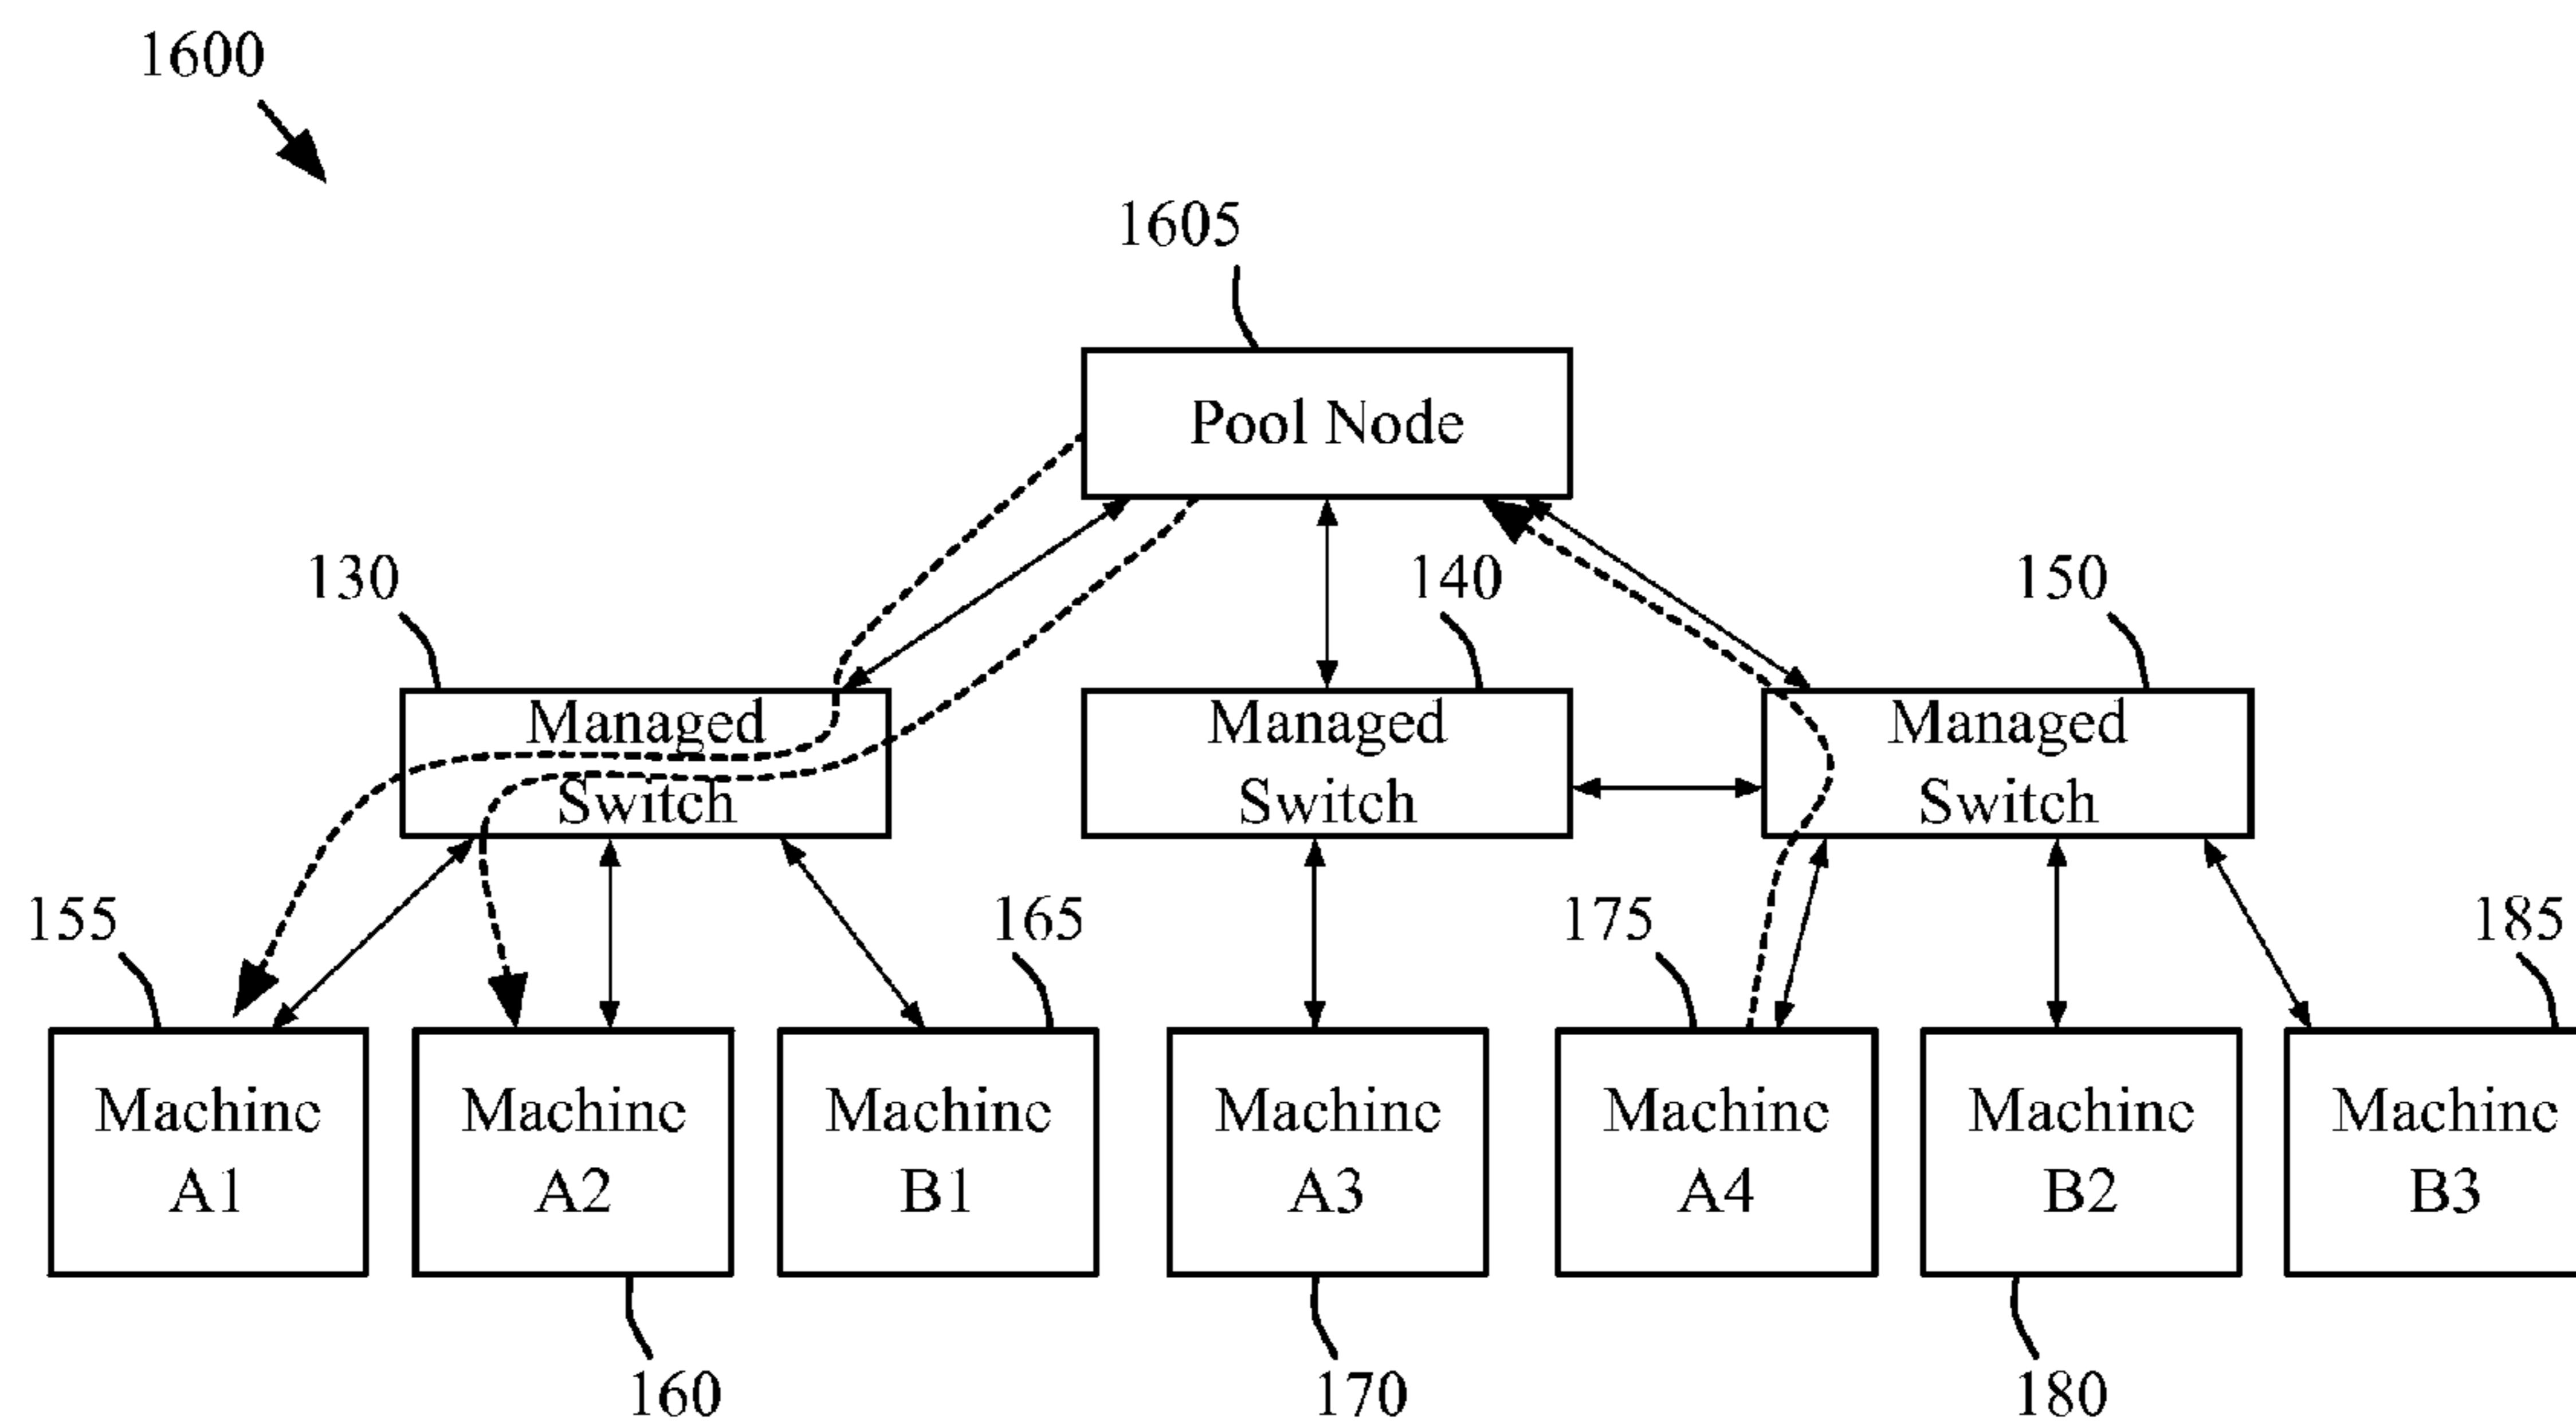 1600
1605
Pool Node
130
140
150
Managed
Switch
Managed
Switch
Managed
Switch
155
165
175
185
Machine
A1
Machine
A2
Machine
B1
Machine
A3
Machine
A4
Machine
B2
Machine
B3
160
170
180